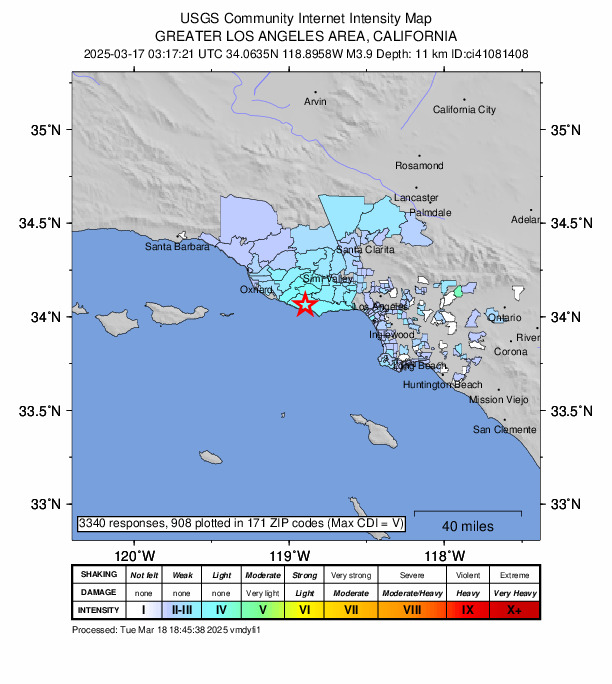 USGS Community Internet Intensity Map
GREATER LOS ANGELES AREA, CALIFORNIA
2025-03-17 03:17:21 UTC 34.0635N 118.8958W M3.9 Depth: 11 km ID:ci41081408
Arvin
California City
35˚N
35˚N
Rosamond
Lancaster
Palmdale
34.5˚N
Adelan
34.5˚N
Santa Barbara
Santa Clarita
Simi Valley
Oxnard
Los Angeles
34˚N
Ontario
34˚N
Inglewood
River
Corona
Long Beach
Huntington Beach
Mission Viejo
33.5˚N
33.5˚N
San Clemente
33˚N
33˚N
3340 responses, 908 plotted in 171 ZIP codes (Max CDI = V)
40 miles
120˚W 119˚W 118˚W
SHAKING Not felt Weak Light Moderate Strong Very strong Severe Violent Extreme
DAMAGE none none none Very light Light Moderate Moderate/Heavy Heavy Very Heavy
INTENSITY I II-III IV V VI VII VIII IX X+
Processed: Tue Mar 18 18:45:38 2025 vmdyfi1